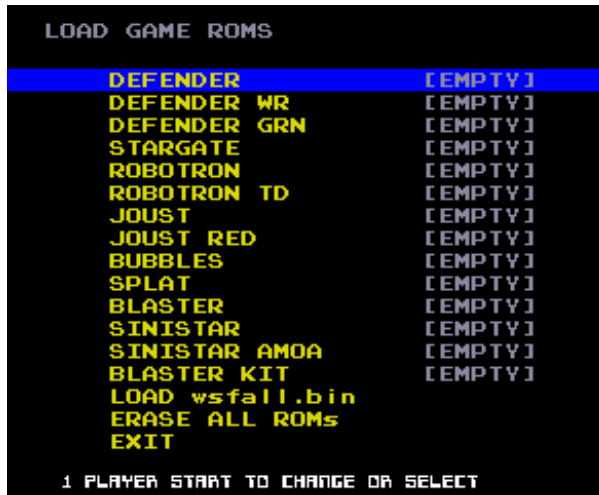 LOAD GAME ROMS
DEFENDER [EMPTY]
DEFENDER WR [EMPTY]
DEFENDER GRN [EMPTY]
STARGATE [EMPTY]
ROBOTRON [EMPTY]
ROBOTRON TD [EMPTY]
JOUST [EMPTY]
JOUST RED [EMPTY]
BUBBLES [EMPTY]
SPLAT [EMPTY]
BLASTER [EMPTY]
SINISTAR [EMPTY]
SINISTAR AMOA [EMPTY]
BLASTER KIT [EMPTY]
LOAD wsfall.bin
ERASE ALL ROMs
EXIT
1 PLAYER START TO CHANGE OR SELECT